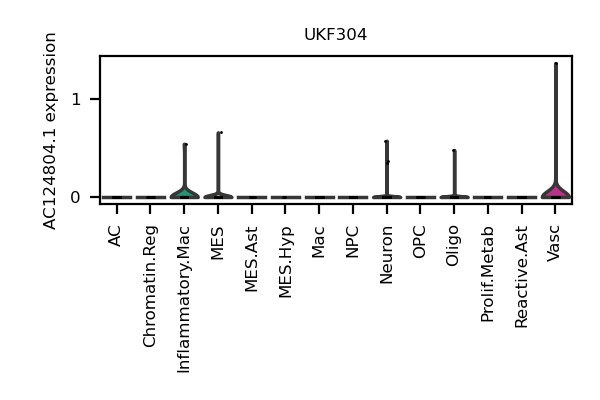 UKF304
AC124804.1 expression
1
0
AC
Chromatin.Reg
Inflammatory.Mac
MES
MES.Ast
MES.Hyp
Mac
NPC
Neuron
OPC
Oligo
Prolif.Metab
Reactive.Ast
Vasc